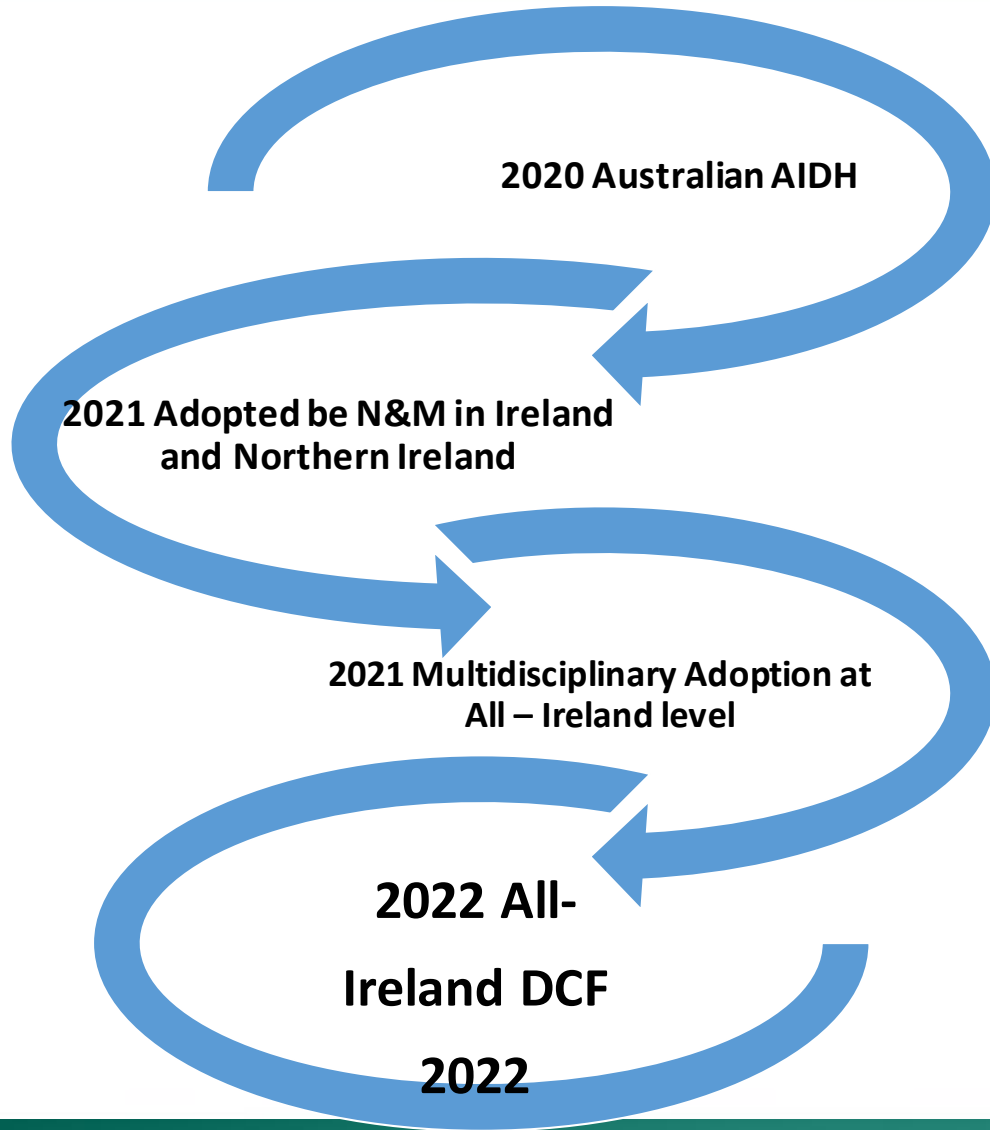 2020 Australian AIDH
2021 Adopted be N&M in Ireland
and Northern Ireland
2021 Multidisciplinary Adoption at
All – Ireland level
2022 All-
Ireland DCF
2022